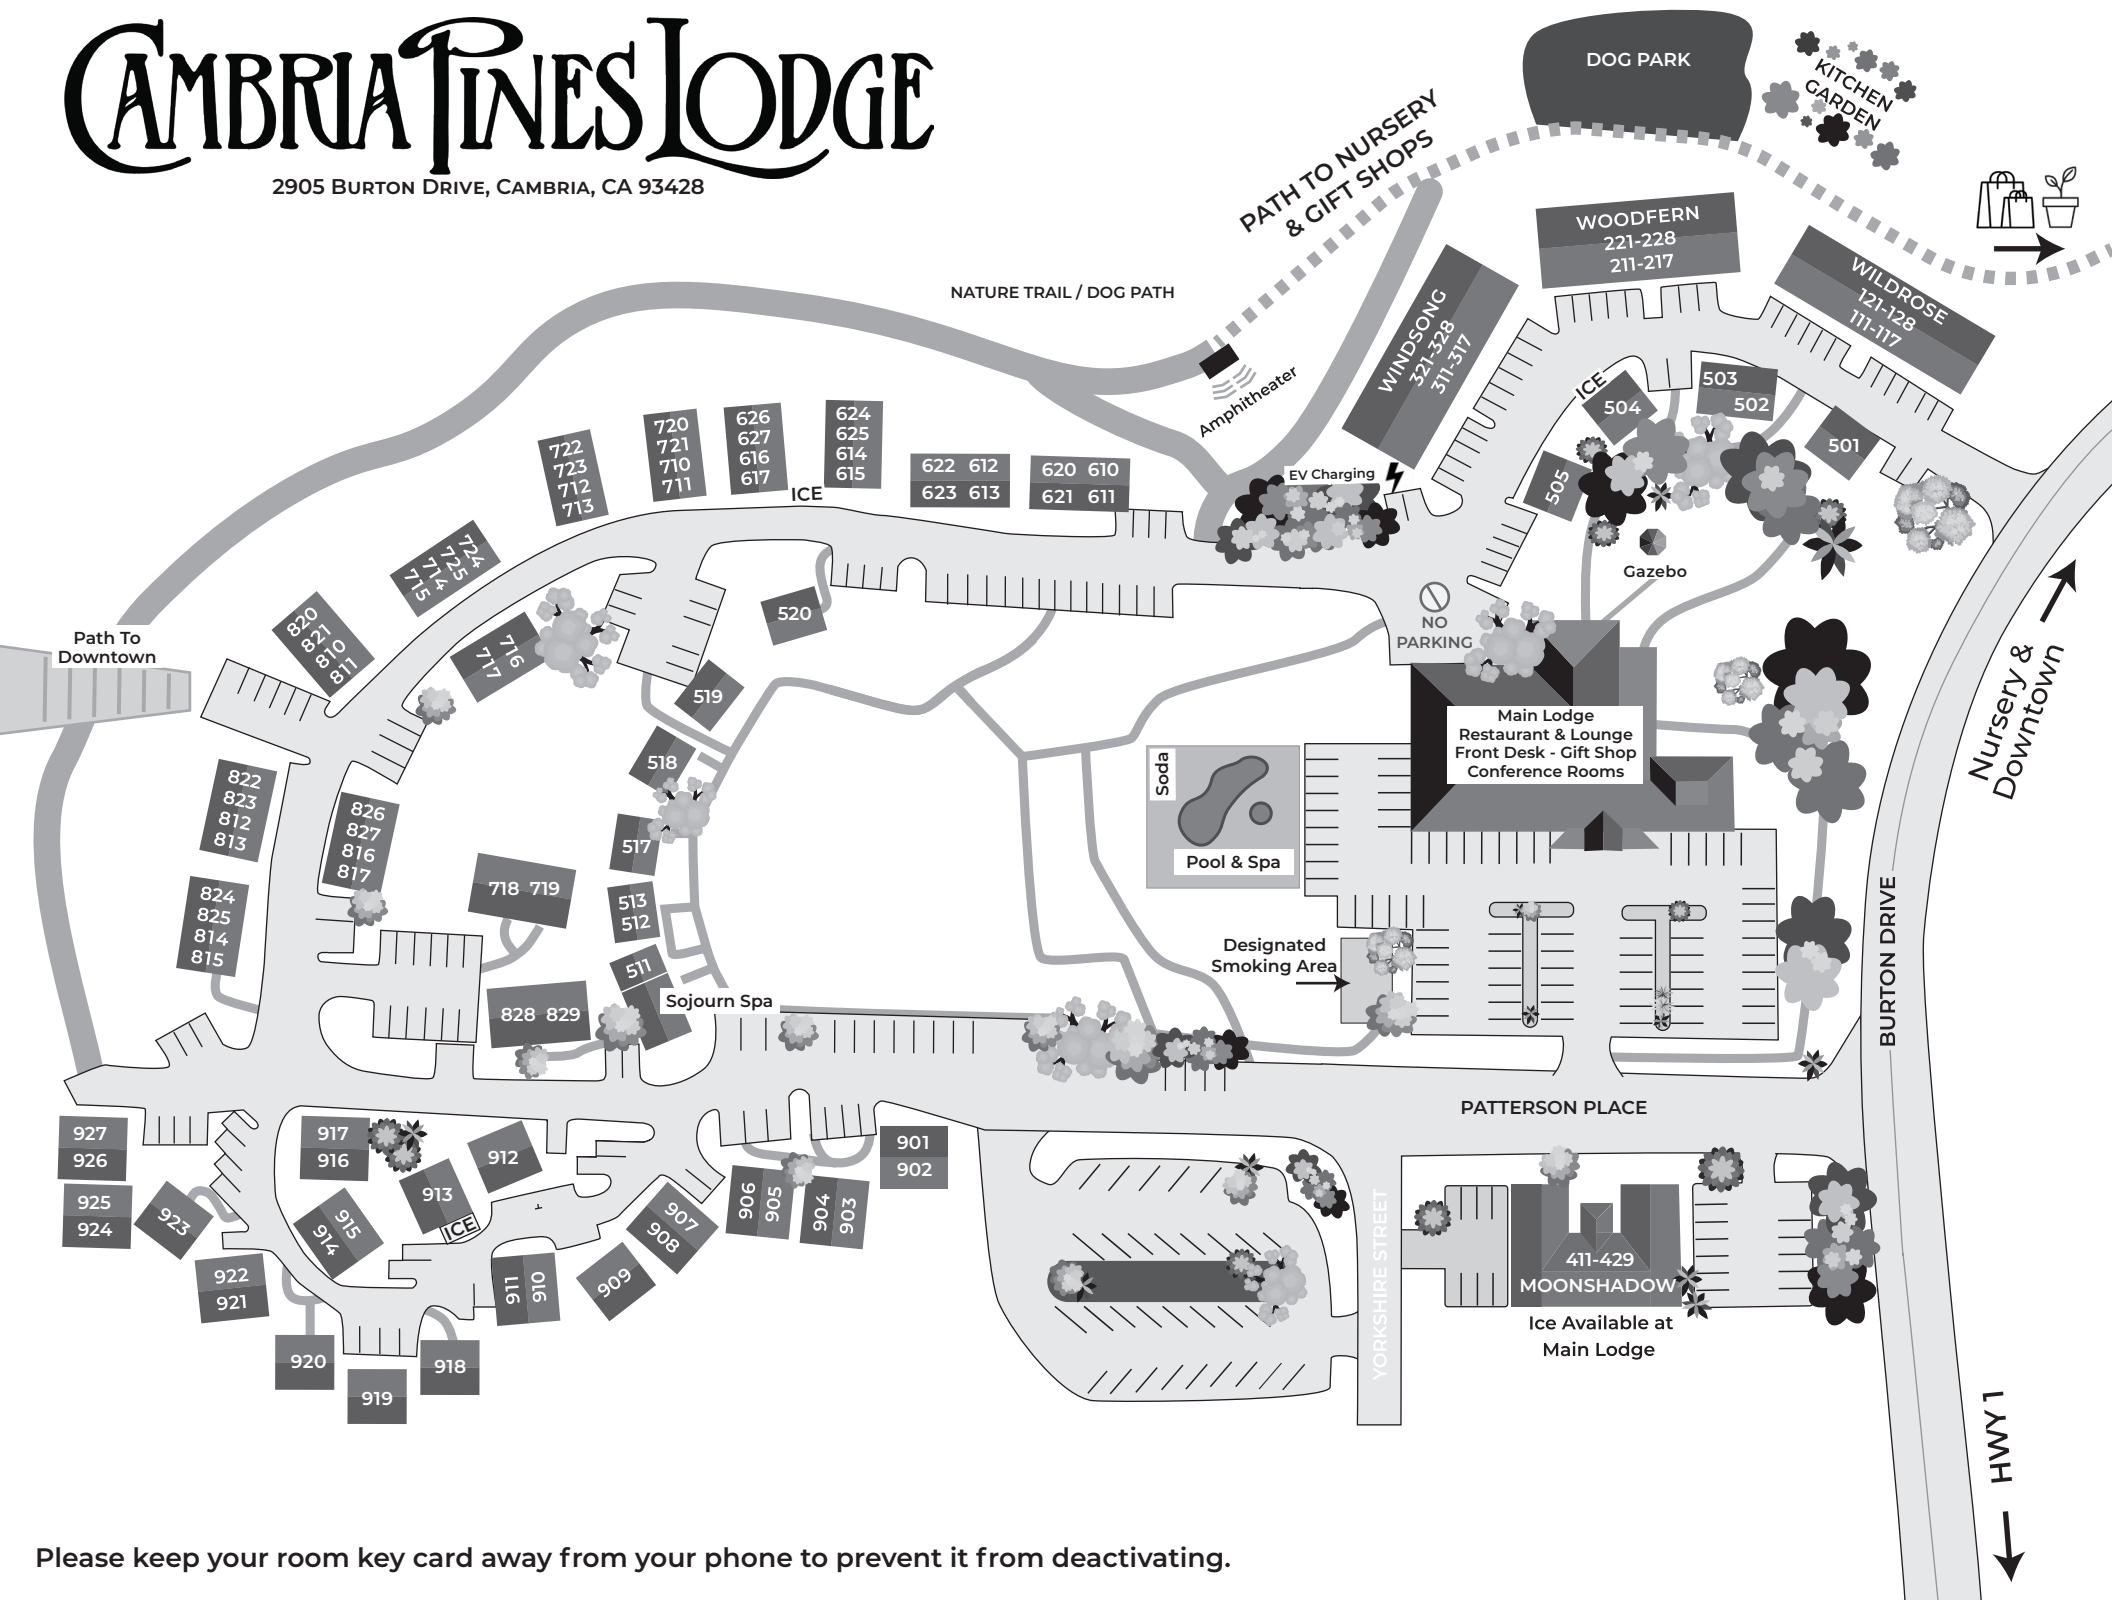 CAMBRIA PINES LODGE
2905 BURTON DRIVE, CAMBRIA, CA 93428
DOG PARK
KITCHEN
GARDEN
PATH TO NURSERY
& GIFT SHOPS
WOODFERN
221-228
211-217
WILDROSE
121-128
111-117
NATURE TRAIL / DOG PATH
WINDSONG
321-328
311-317
Amphitheater
ICE
504
503
502
501
505
EV Charging
Gazebo
NO
PARKING
722
723
712
713
720
721
710
711
626
627
616
617
ICE
624
625
614
615
622 612
623 613
620 610
621 611
724
725
714
715
820
821
810
811
716
717
520
519
518
517
513
512
511
Sojourn Spa
Path To
Downtown
822
823
812
813
826
827
816
817
824
825
814
815
718 719
828 829
Soda
Pool & Spa
Main Lodge
Restaurant & Lounge
Front Desk - Gift Shop
Conference Rooms
Designated
Smoking Area
Nursery &
Downtown
BURTON DRIVE
PATTERSON PLACE
YORKSHIRE STREET
927
926
925
924
923
922
921
920
919
918
917
916
915
914
913
ICE
912
911
910
909
907
908
906
905
904
903
901
902
411-429
MOONSHADOW
Ice Available at
Main Lodge
HWY 1
Please keep your room key card away from your phone to prevent it from deactivating.